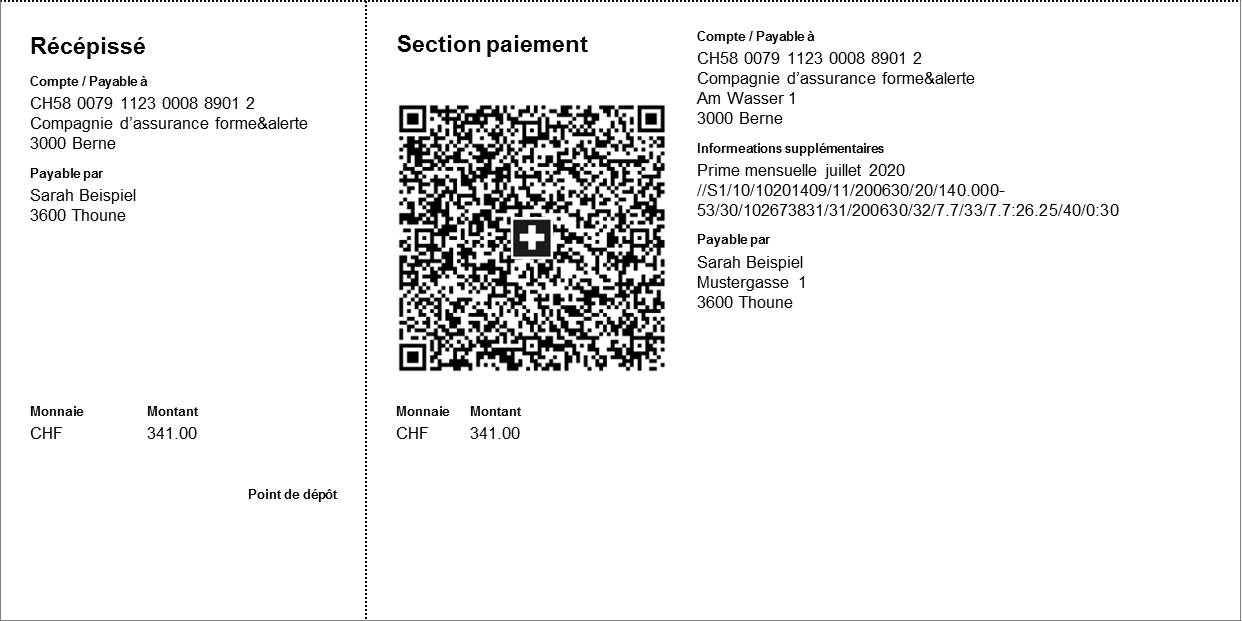 Récépissé
Compte / Payable à
CH58 0079 1123 0008 8901 2
Compagnie d’assurance forme&alerte
3000 Berne
Payable par
Sarah Beispiel
3600 Thoune
Monnaie Montant
CHF 341.00
Point de dépôt
Section paiement
Monnaie Montant
CHF 341.00
Compte / Payable à
CH58 0079 1123 0008 8901 2
Compagnie d’assurance forme&alerte
Am Wasser 1
3000 Berne
Informeations supplémentaires
Prime mensuelle juillet 2020
//S1/10/10201409/11/200630/20/140.000-
53/30/102673831/31/200630/32/7.7/33/7.7:26.25/40/0:30
Payable par
Sarah Beispiel
Mustergasse 1
3600 Thoune